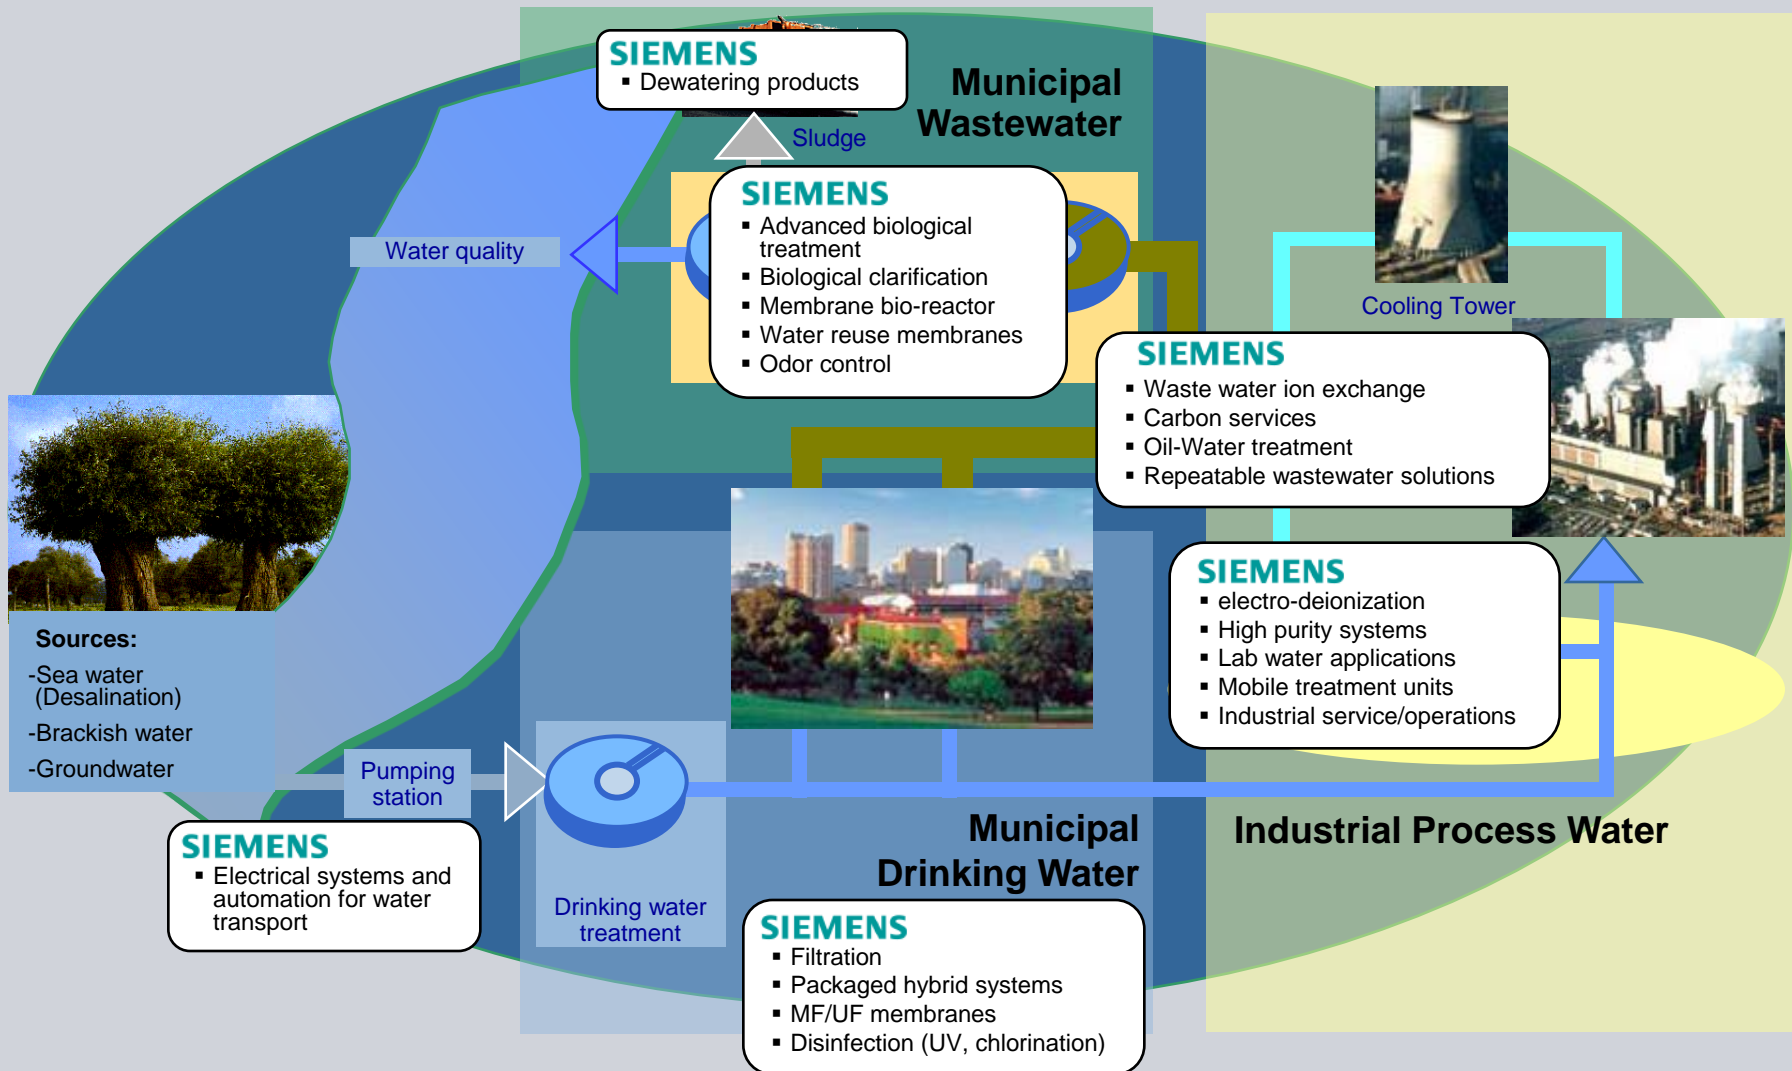 SIEMENS
▪ Dewatering products
Municipal
Wastewater
Sludge
SIEMENS
▪ Advanced biological
treatment
▪ Biological clarification
▪ Membrane bio-reactor
▪ Water reuse membranes
▪ Odor control
Water quality
Cooling Tower
SIEMENS
▪ Waste water ion exchange
▪ Carbon services
▪ Oil-Water treatment
▪ Repeatable wastewater solutions
SIEMENS
▪ electro-deionization
▪ High purity systems
▪ Lab water applications
▪ Mobile treatment units
▪ Industrial service/operations
Sources:
-Sea water
(Desalination)
-Brackish water
-Groundwater
Pumping
station
SIEMENS
▪ Electrical systems and
automation for water
transport
Drinking water
treatment
Municipal
Drinking Water
Industrial Process Water
SIEMENS
▪ Filtration
▪ Packaged hybrid systems
▪ MF/UF membranes
▪ Disinfection (UV, chlorination)